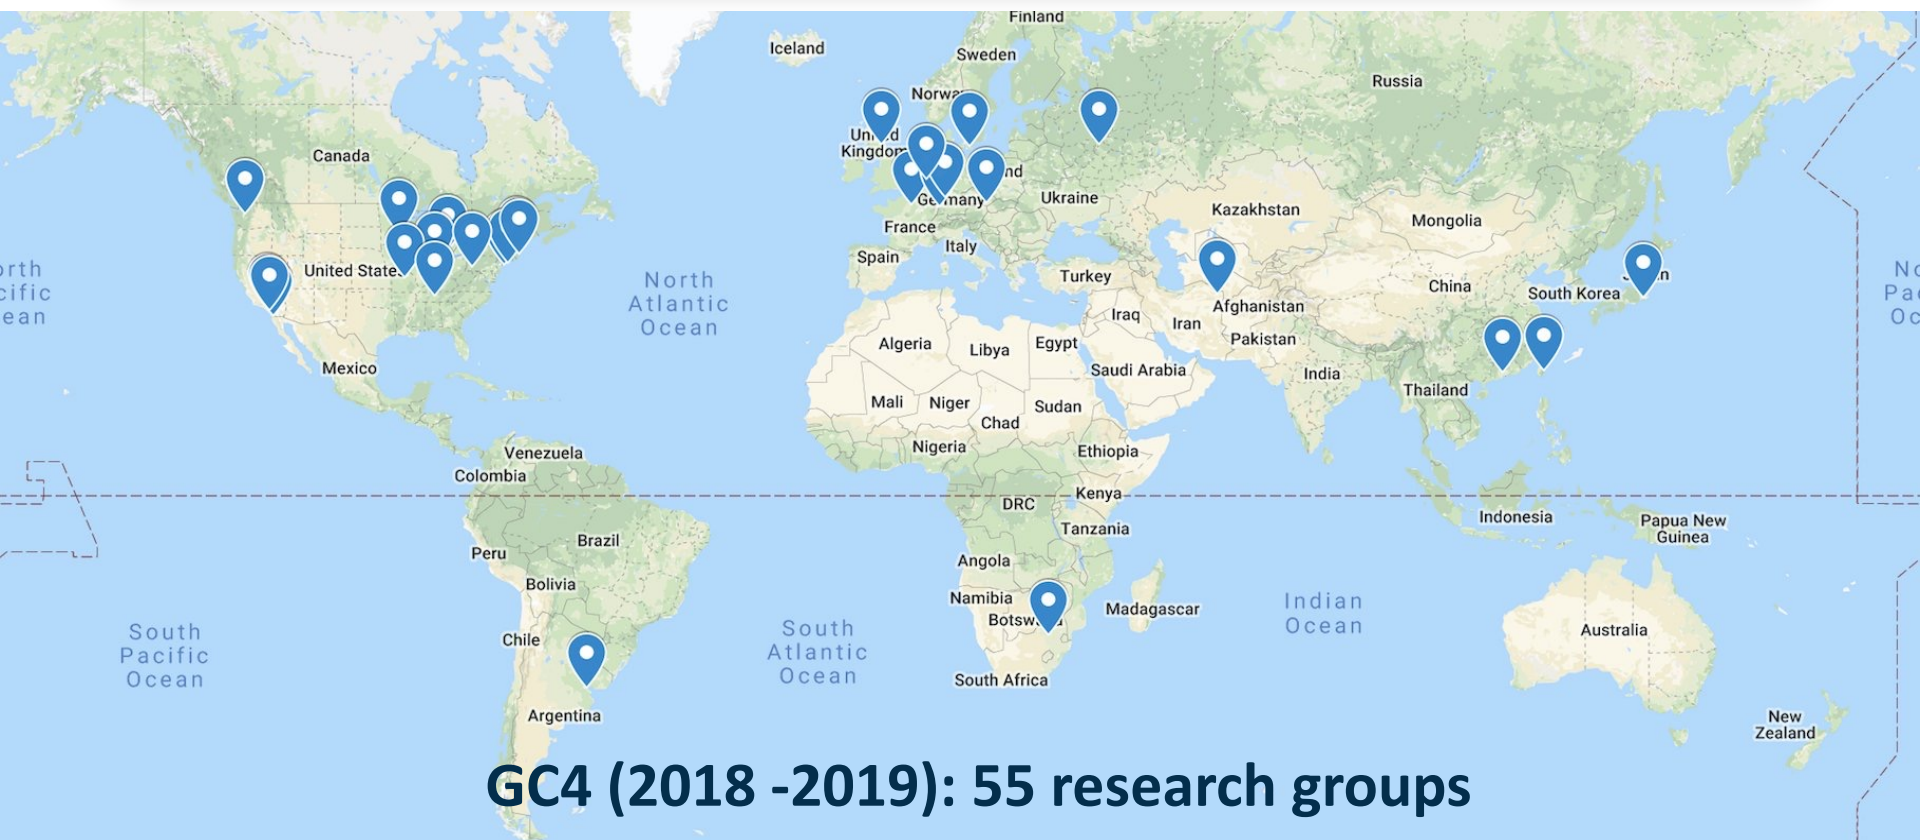 Finland
Iceland
Sweden
Russia
Canada
Kazakhstan
Mongolia
Ukraine
France
Italy
Spain
Turkey
China
South Korea
North
Atlantic
Ocean
Afghanistan
Iraq
Iran
Pakistan
Algeria
Libya
Egypt
Saudi Arabia
India
Mexico
Thailand
Mali
Niger
Chad
Sudan
Nigeria
Ethiopia
Venezuela
Colombia
DRC
Kenya
Tanzania
Indonesia
Papua New
Guinea
Peru
Brazil
Angola
Bolivia
Namibia
Madagascar
Indian
Ocean
South
Pacific
Ocean
South
Atlantic
Ocean
Chile
Australia
South Africa
Argentina
New
Zealand
GC4 (2018 -2019): 55 research groups